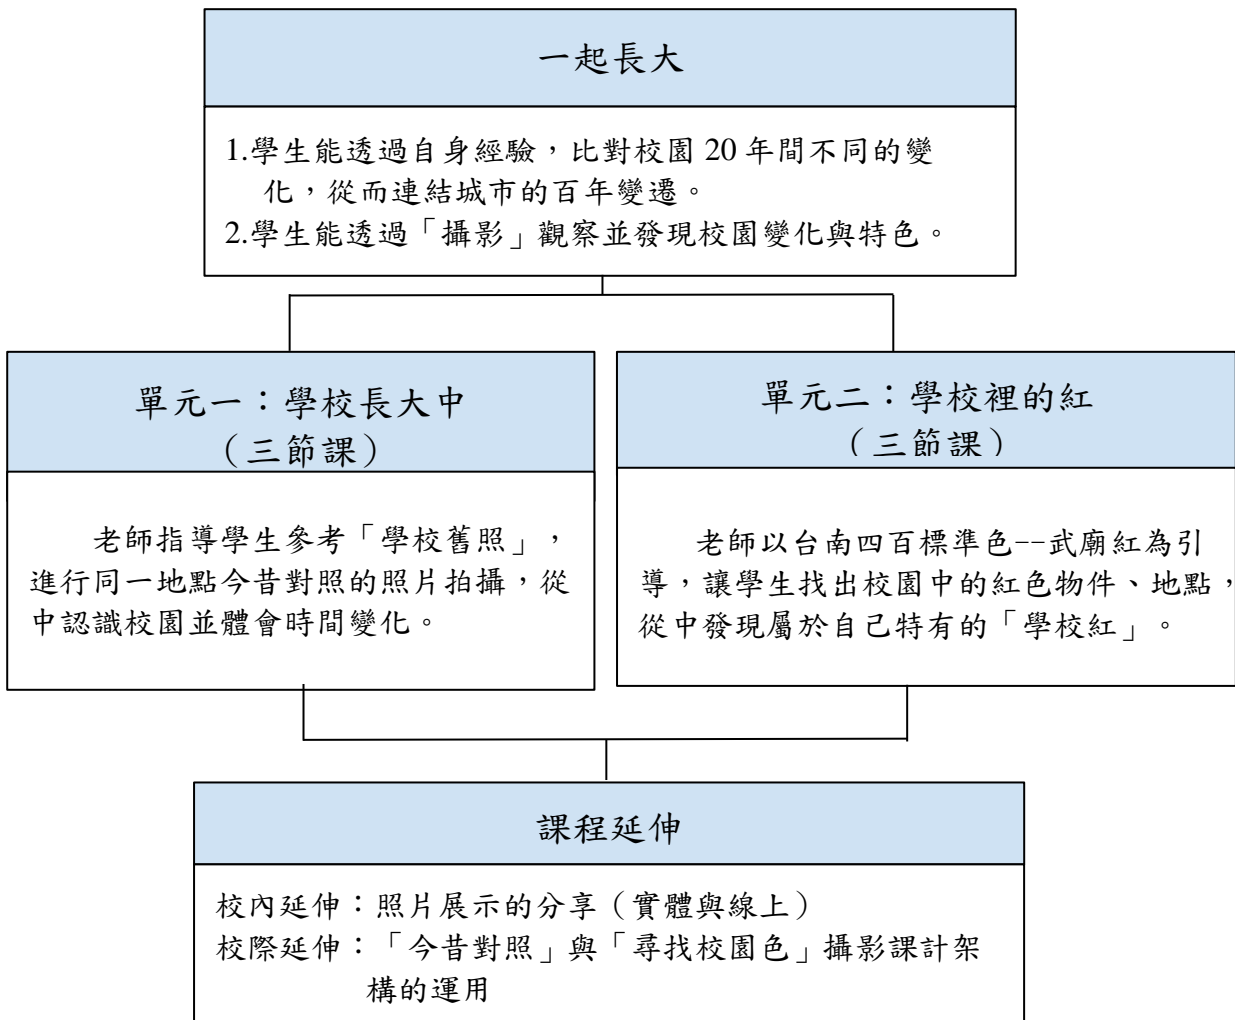 一起長大
1.學生能透過自身經驗，比對校園 20 年間不同的變
化，從而連結城市的百年變遷。
2.學生能透過「攝影」觀察並發現校園變化與特色。
單元一：學校長大中
（三節課）
老師指導學生參考「學校舊照」，
進行同一地點今昔對照的照片拍攝，從
中認識校園並體會時間變化。
單元二：學校裡的紅
（三節課）
老師以台南四百標準色--武廟紅為引
導，讓學生找出校園中的紅色物件、地點，
從中發現屬於自己特有的「學校紅」。
課程延伸
校內延伸：照片展示的分享（實體與線上）
校際延伸：「今昔對照」與「尋找校園色」攝影課計架
構的運用